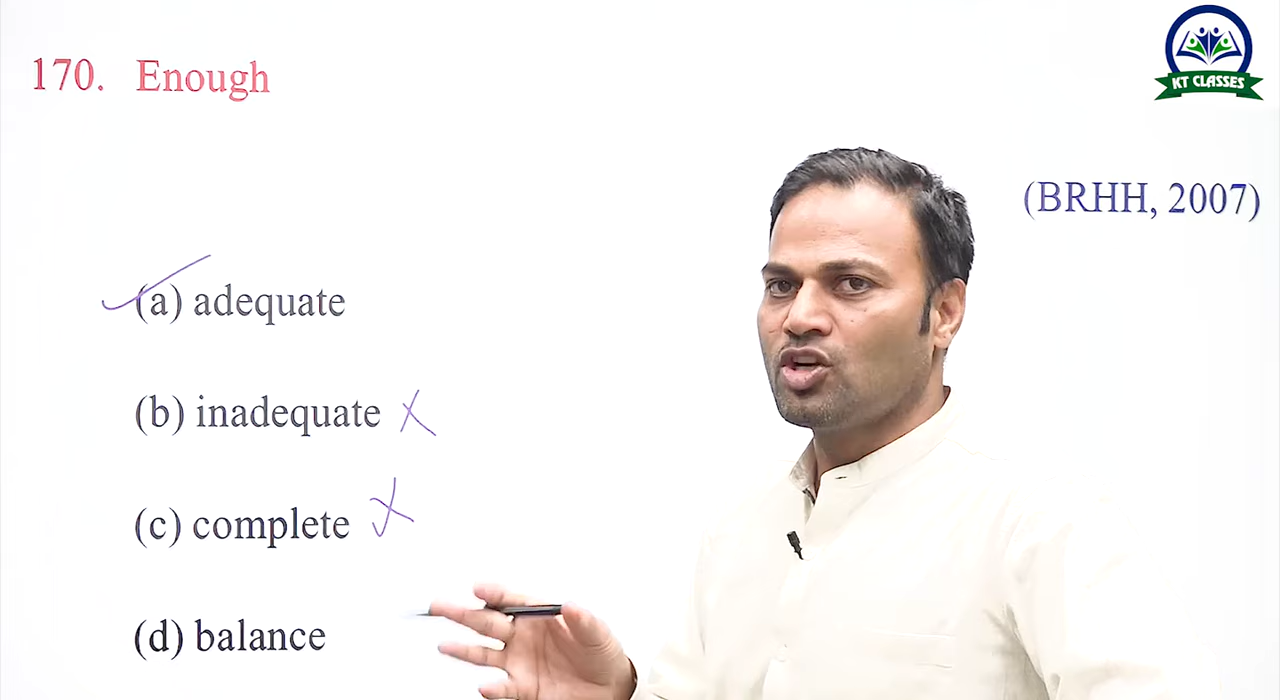 170. Enough
KT CLASSES
(BRHH, 2007)
(a) adequate
(b) inadequate
(c) complete
(d) balance